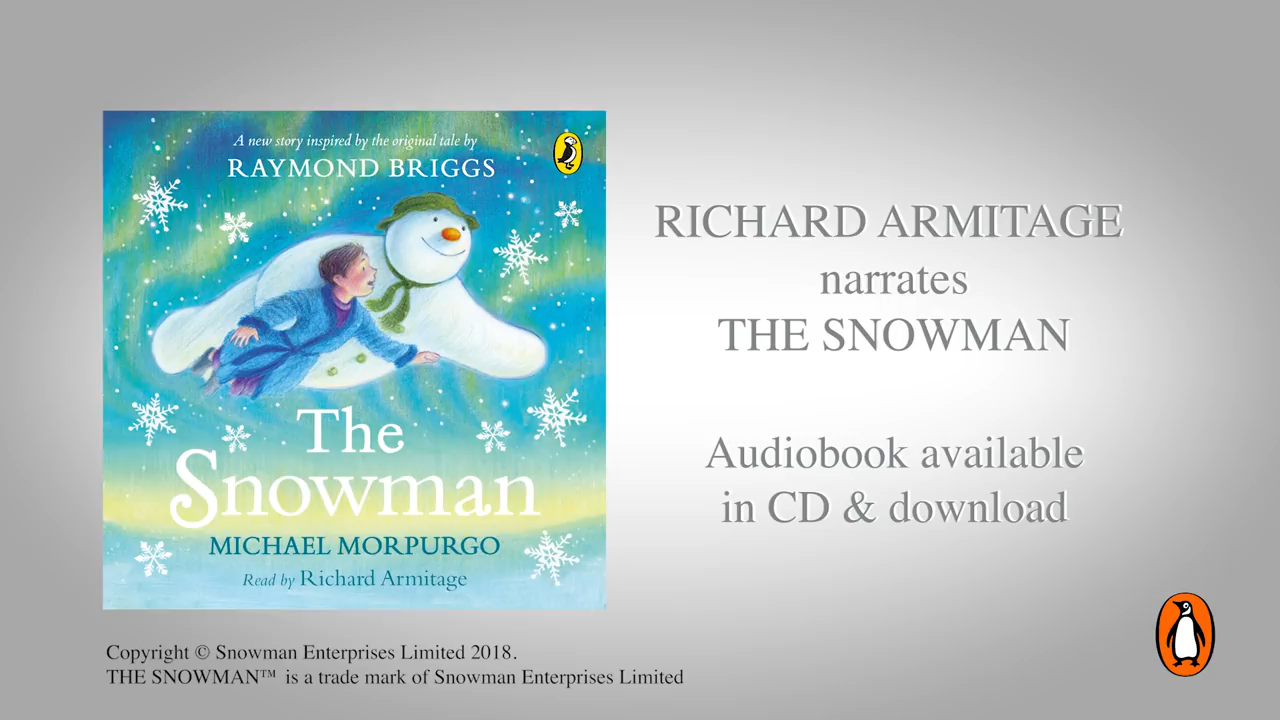 A new story inspired by the original tale by
RAYMOND BRIGGS
The
Snowman
MICHAEL MORPURGO
Read by Richard Armitage
RICHARD ARMITAGE
narrates
THE SNOWMAN
Audiobook available
in CD & download
Copyright © Snowman Enterprises Limited 2018.
THE SNOWMAN™ is a trade mark of Snowman Enterprises Limited